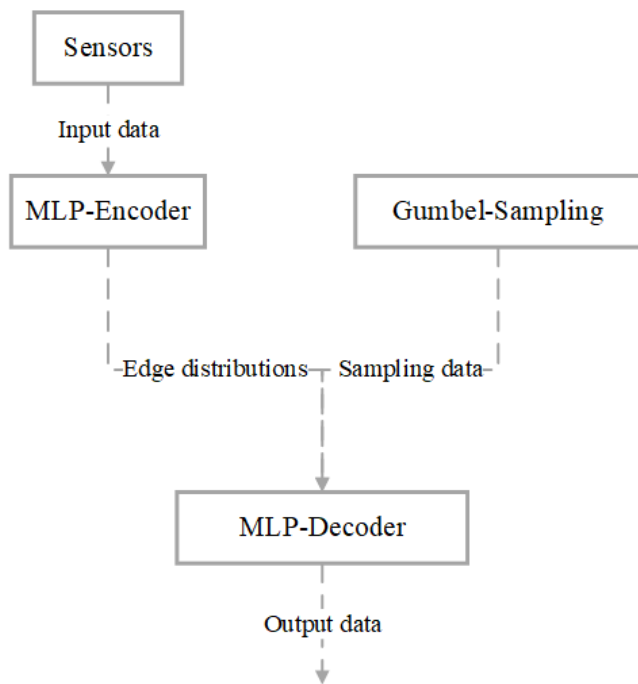 Sensors
Input data
MLP-Encoder
Gumbel-Sampling
Edge distributions
Sampling data
MLP-Decoder
Output data